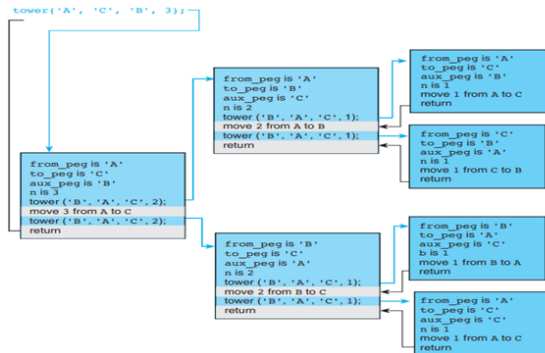 tower('A', 'C', 'B', 3);
from_peg is 'A'
to_peg is 'C'
aux_peg is 'B'
n is 3
tower ('B', 'A', 'C', 2);
move 3 from A to C
tower ('B', 'A', 'C', 2);
return
from_peg is 'A'
to_peg is 'B'
aux_peg is 'C'
n is 2
tower ('B', 'A', 'C', 1);
move 2 from A to B
tower ('B', 'A', 'C', 1);
return
from_peg is 'A'
to_peg is 'C'
aux_peg is 'B'
n is 1
move 1 from A to C
return
from_peg is 'C'
to_peg is 'B'
aux_peg is 'A'
n is 1
move 1 from C to B
return
from_peg is 'B'
to_peg is 'C'
aux_peg is 'A'
n is 2
tower ('B', 'A', 'C', 1);
move 2 from B to C
tower ('B', 'A', 'C', 1);
return
from_peg is 'B'
to_peg is 'A'
aux_peg is 'C'
b is 1
move 1 from B to A
return
from_peg is 'A'
to_peg is 'C'
aux_peg is 'C'
n is 1
move 1 from A to C
return